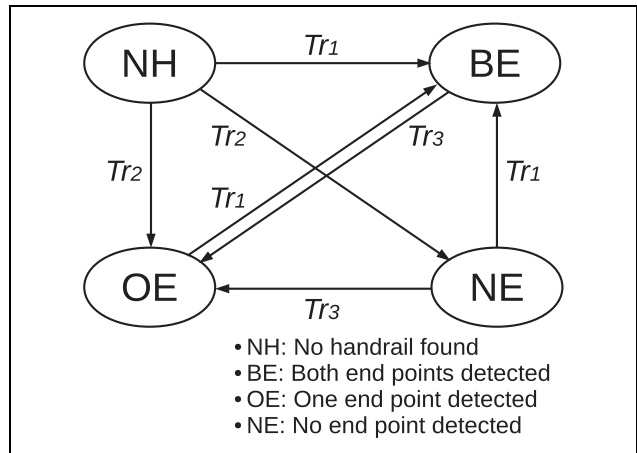 NH
Tr1
BE
Tr2
Tr2
Tr3
Tr1
Tr1
OE
Tr3
NE
• NH: No handrail found
• BE: Both end points detected
• OE: One end point detected
• NE: No end point detected